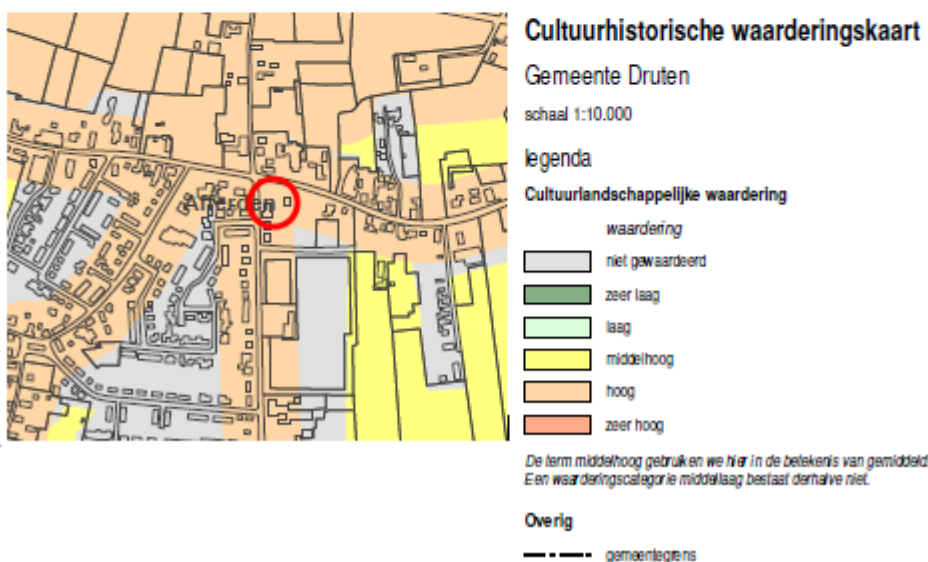 Cultuurhistorische waarderingskaart
Gemeente Druten
schaal 1:10.000
legenda
Cultuurlandschappelijke waardering
waardering
niet gewaardeerd
zeer laag
laag
middelhoog
hoog
zeer hoog
De term middelhoog gebruiken we hier in de betekenis van gemiddeld.
Een waarderingscategorie middellaag bestaat derhalve niet.
Overig
gemeentegrens
Afferden